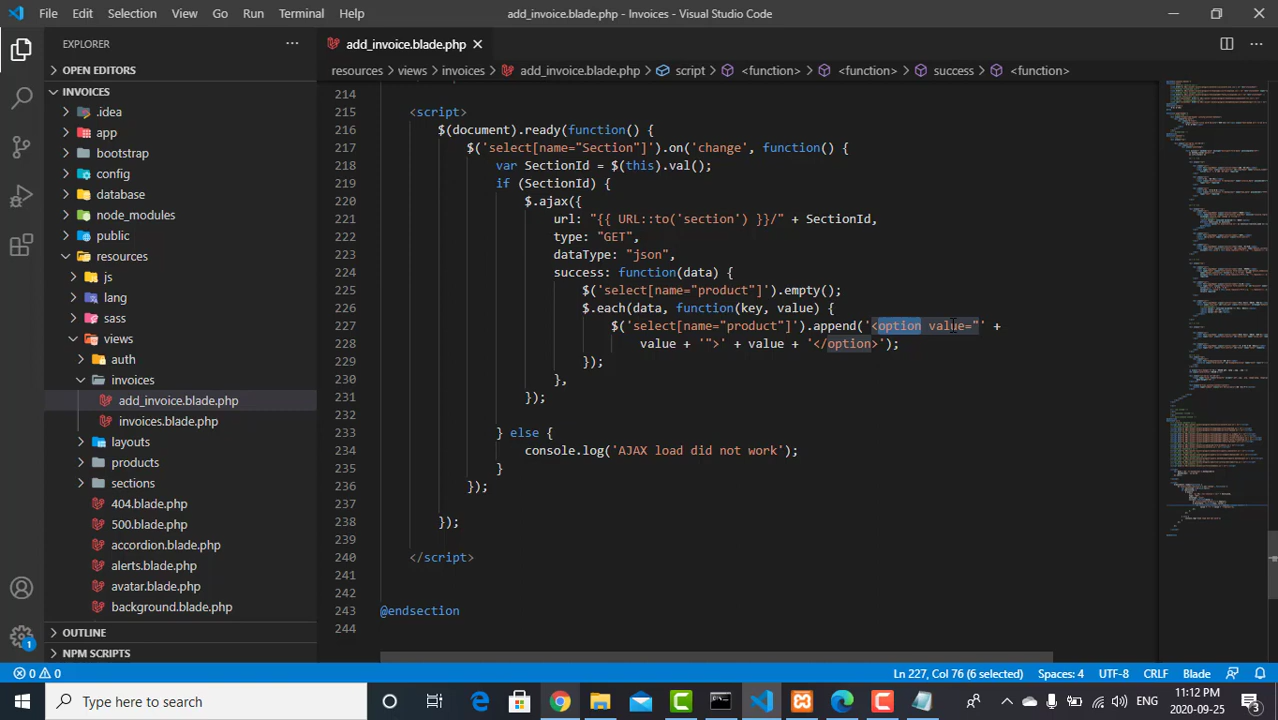 File Edit Selection View Go Run Terminal Help
add_invoice.blade.php - Invoices - Visual Studio Code
EXPLORER
add_invoice.blade.php
OPEN EDITORS
resources > views > invoices > add_invoice.blade.php > script > <function> > <function> > success > <function>
INVOICES
.idea
app
bootstrap
config
database
node_modules
public
resources
js
lang
sass
views
auth
invoices
add_invoice.blade.php
invoices.blade.php
layouts
products
sections
404.blade.php
500.blade.php
accordion.blade.php
alerts.blade.php
avatar.blade.php
background.blade.php
OUTLINE
NPM SCRIPTS
214
215 <script>
216 $(document).ready(function() {
217 $('select[name="Section"]').on('change', function() {
218 var SectionId = $(this).val();
219 if (SectionId) {
220 $.ajax({
221 url: "{{ URL::to('section') }}/" + SectionId,
222 type: "GET",
223 dataType: "json",
224 success: function(data) {
225 $('select[name="product"]').empty();
226 $.each(data, function(key, value) {
227 $('select[name="product"]').append('<option value="' +
228 value + '">' + value + '</option>');
229 });
230 },
231 });
232
233 } else {
234 console.log('AJAX load did not work');
235 }
236 });
237
238 });
239
240 </script>
241
242
243 @endsection
244
0 0
Ln 227, Col 76 (6 selected) Spaces: 4 UTF-8 CRLF Blade
1
Type here to search
ENG
11:12 PM
2020-09-25
3